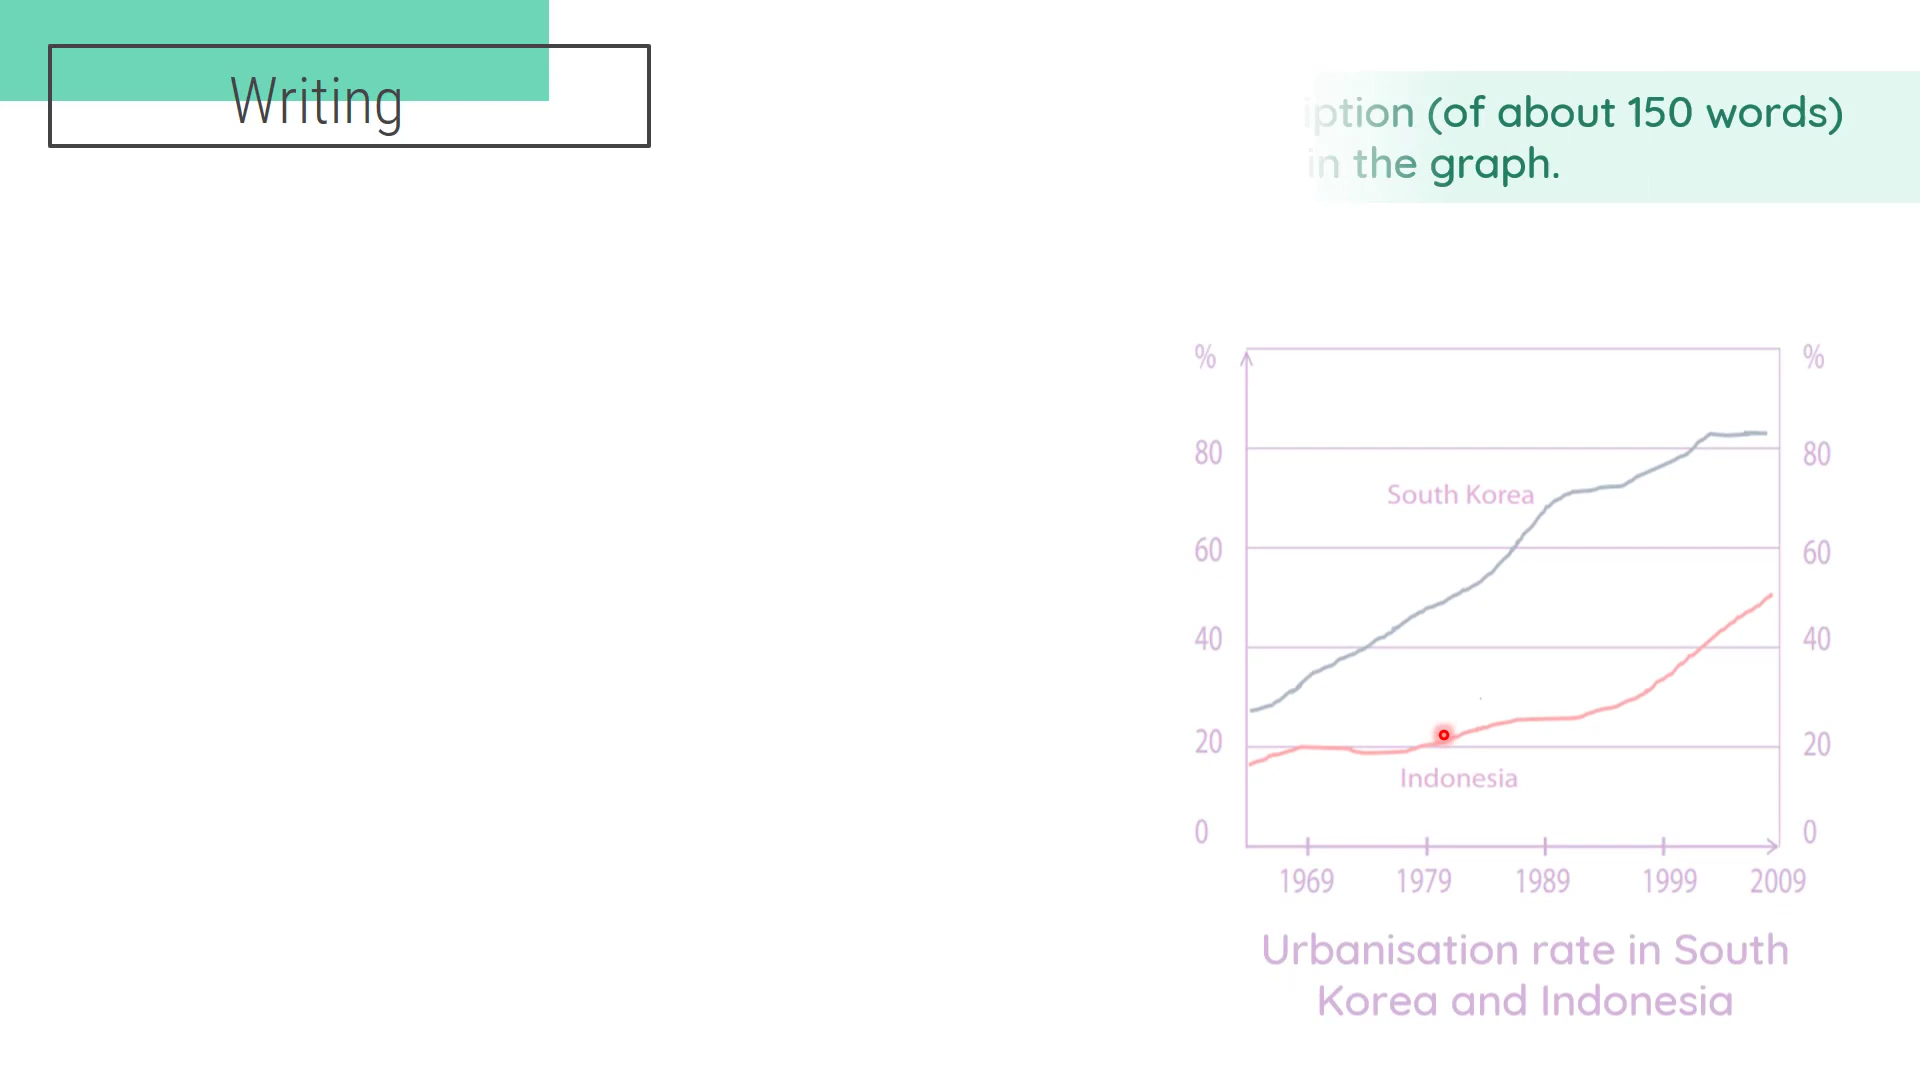 Writing
(of about 150 words)
in the graph.
% %
80 80
South Korea
60 60
40 40
20 20
Indonesia
0 0
1969 1979 1989 1999 2009
Urbanisation rate in South
Korea and Indonesia